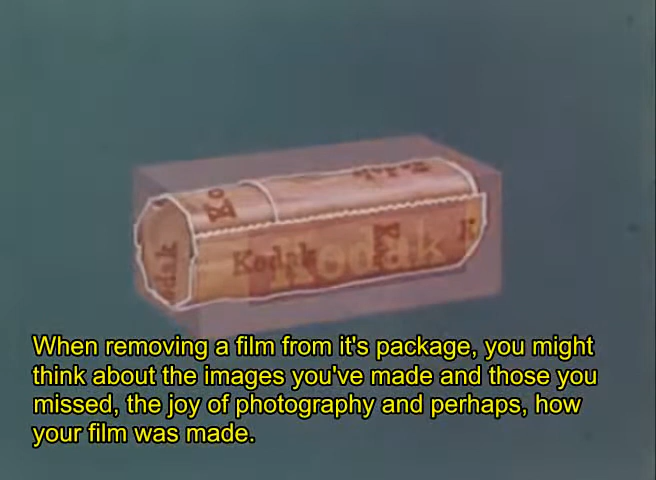 Kodak
Kodak
When removing a film from it's package, you might
think about the images you've made and those you
missed, the joy of photography and perhaps, how
your film was made.